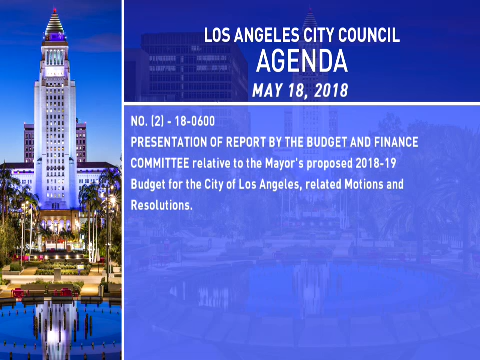 LOS ANGELES CITY COUNCIL
AGENDA
MAY 18, 2018
NO. (2) - 18-0600
PRESENTATION OF REPORT BY THE BUDGET AND FINANCE
COMMITTEE relative to the Mayor's proposed 2018-19
Budget for the City of Los Angeles, related Motions and
Resolutions.